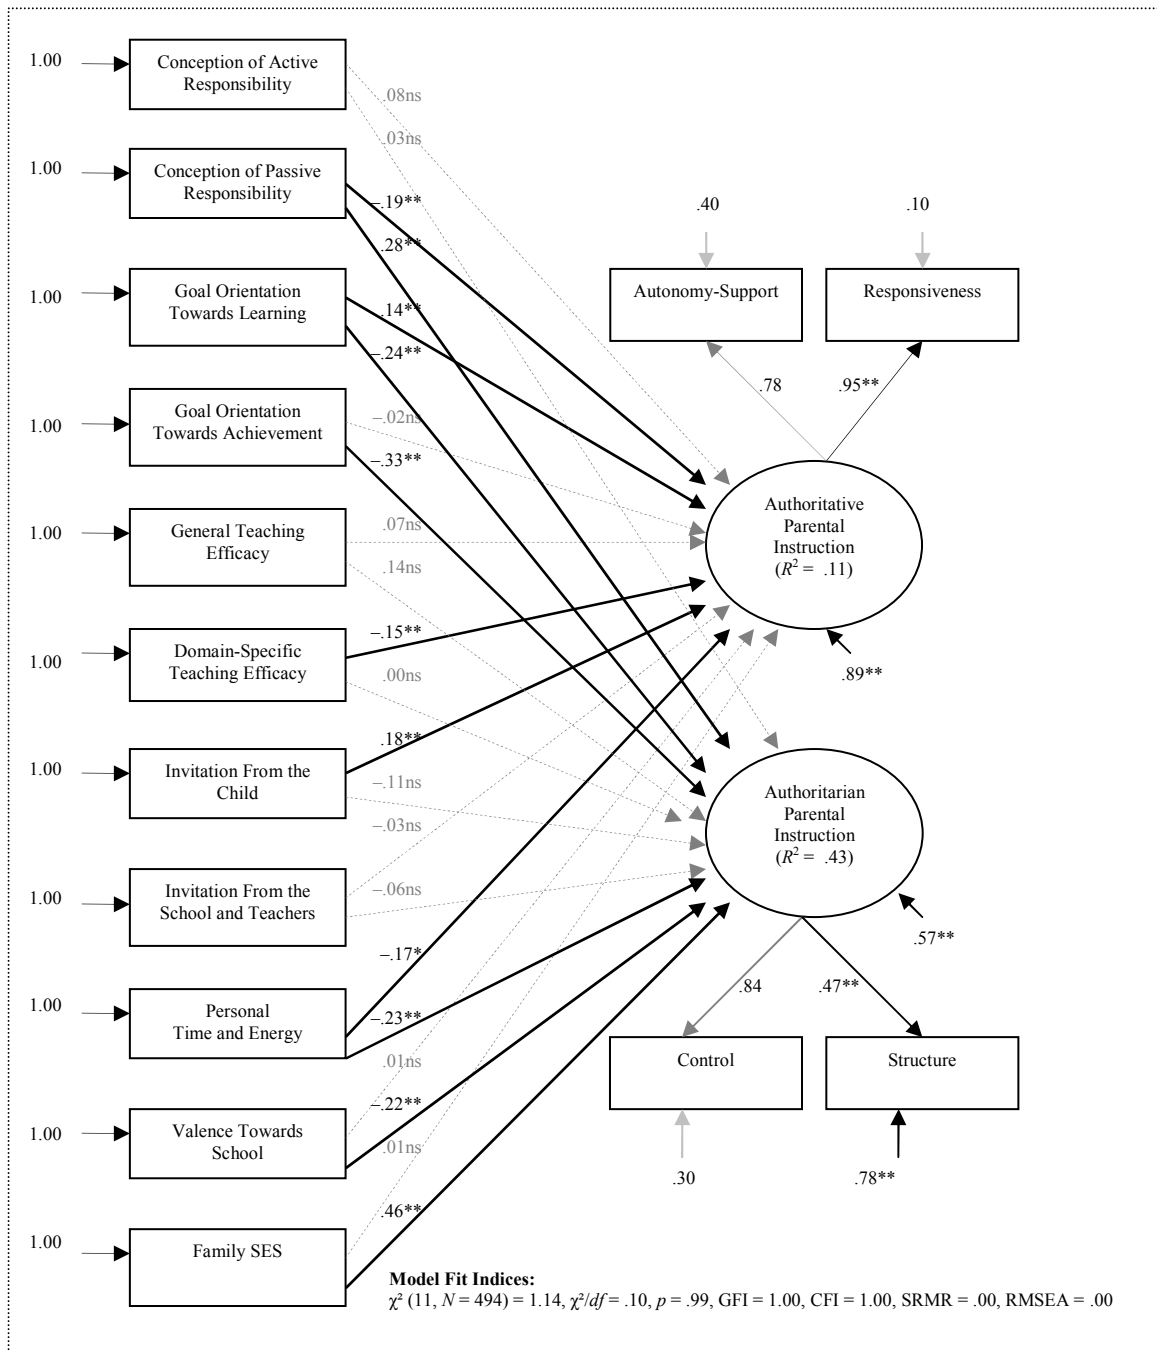 1.00
Conception of Active
Responsibility
.08ns
.03ns
1.00
Conception of Passive
Responsibility
–.19**
.28**
.40
.10
1.00
Goal Orientation
Towards Learning
.14**
–.24**
Autonomy-Support
Responsiveness
.78
.95**
1.00
Goal Orientation
Towards Achievement
–.02ns
–.33**
1.00
General Teaching
Efficacy
.07ns
.14ns
Authoritative
Parental
Instruction
(R² = .11)
.89**
1.00
Domain-Specific
Teaching Efficacy
–.15**
.00ns
1.00
Invitation From the
Child
.18**
–.11ns
–.03ns
Authoritarian
Parental
Instruction
(R² = .43)
.57**
1.00
Invitation From the
School and Teachers
–.06ns
–.17*
1.00
Personal
Time and Energy
–.23**
.01ns
.84
.47**
Control
Structure
1.00
Valence Towards
School
–.22**
.01ns
.30
.78**
1.00
Family SES
.46**
Model Fit Indices:
χ² (11, N = 494) = 1.14, χ²/df = .10, p = .99, GFI = 1.00, CFI = 1.00, SRMR = .00, RMSEA = .00